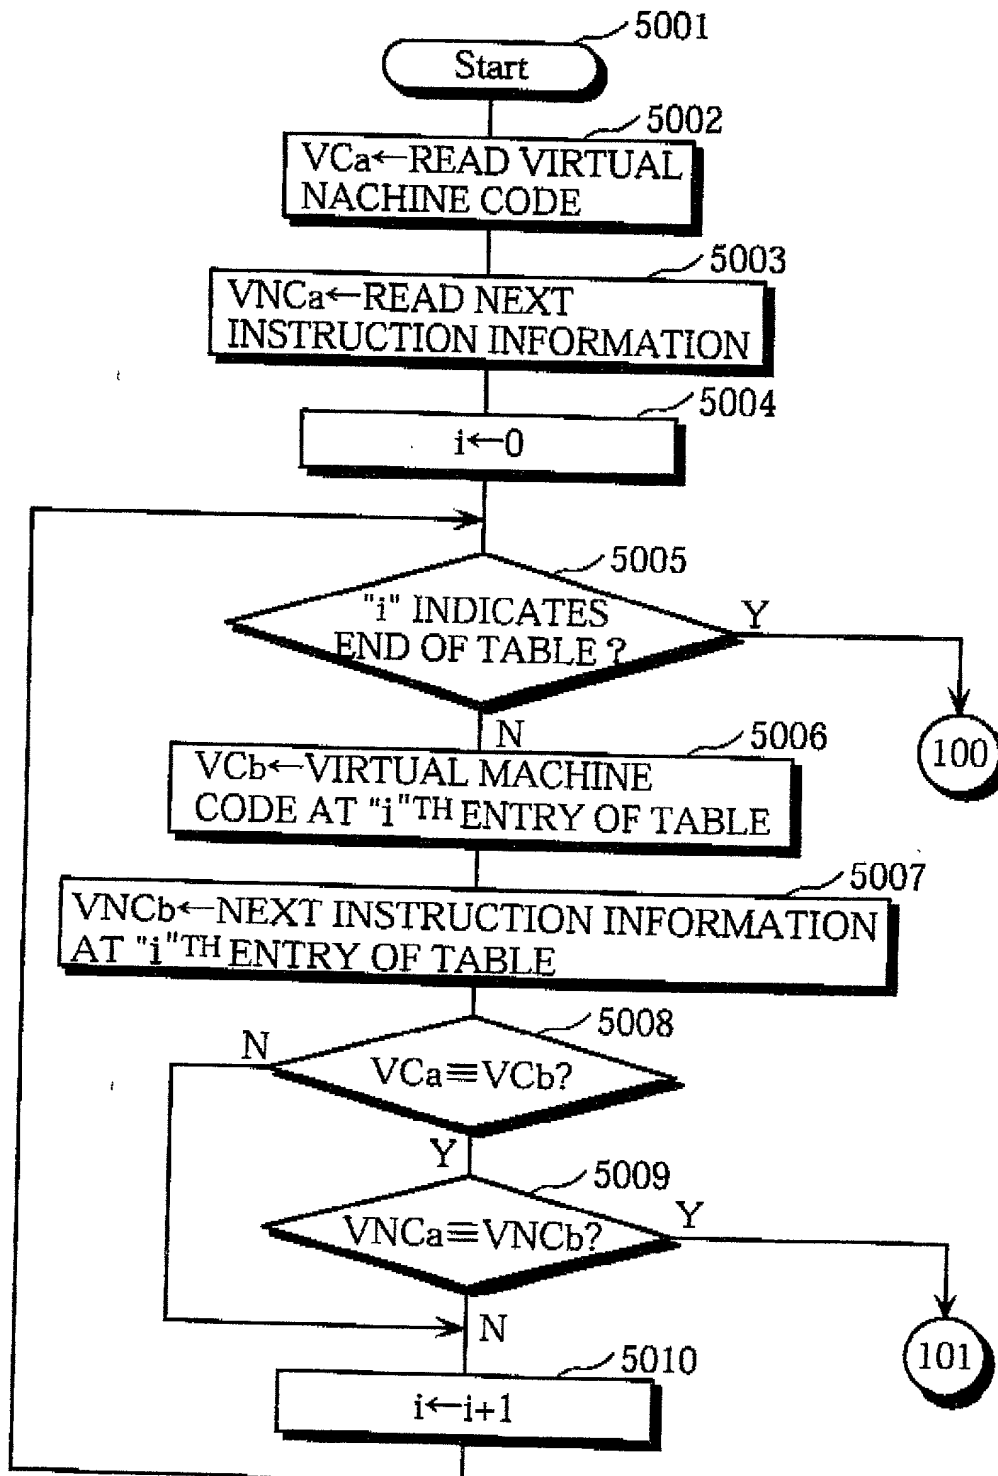 5001
Start
5002
VCa←READ VIRTUAL
NACHINE CODE
5003
VNCa←READ NEXT
INSTRUCTION INFORMATION
5004
i←0
5005
"i" INDICATES
END OF TABLE ?
Y
N
100
5006
VCb←VIRTUAL MACHINE
CODE AT "i"TH ENTRY OF TABLE
5007
VNCb←NEXT INSTRUCTION INFORMATION
AT "i"TH ENTRY OF TABLE
5008
N
VCa≡VCb?
Y
5009
VNCa≡VNCb?
Y
N
101
5010
i←i+1